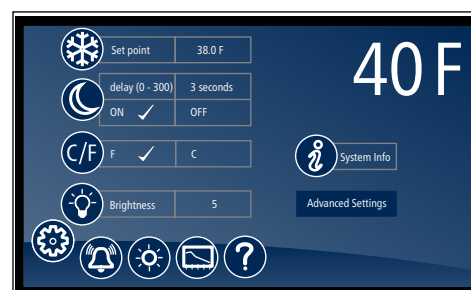 Set point 38.0 F
40 F
delay (0 - 300) 3 seconds
ON ✓ OFF
C/F F ✓ C
i System Info
Brightness 5
Advanced Settings
?